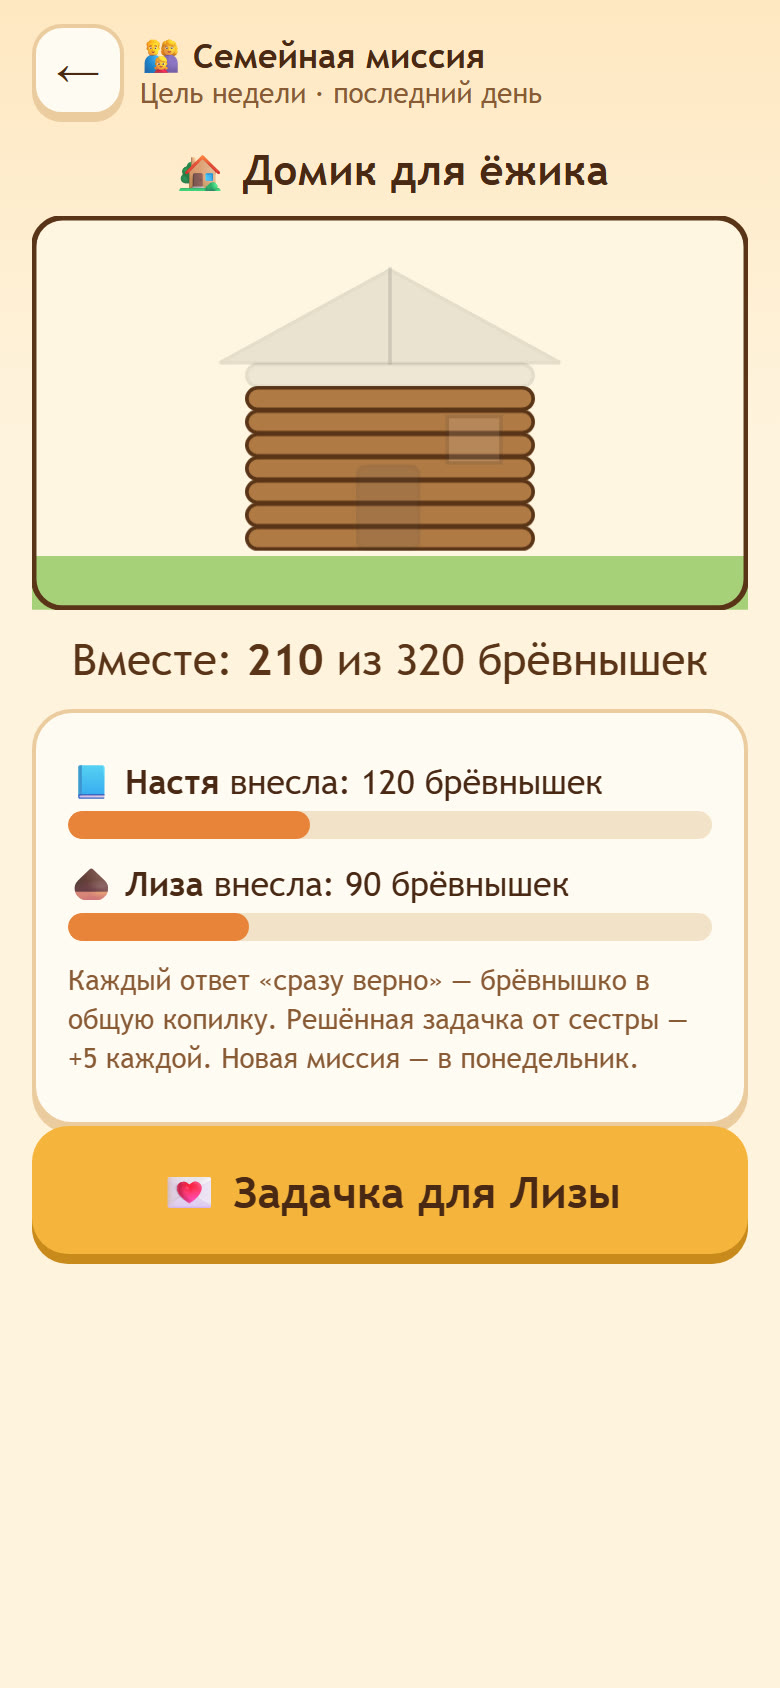 ←
Семейная миссия
Цель недели · последний день
Домик для ёжика
Вместе: 210 из 320 брёвнышек
Настя внесла: 120 брёвнышек
Лиза внесла: 90 брёвнышек
Каждый ответ «сразу верно» — брёвнышко в
общую копилку. Решённая задачка от сестры —
+5 каждой. Новая миссия — в понедельник.
Задачка для Лизы